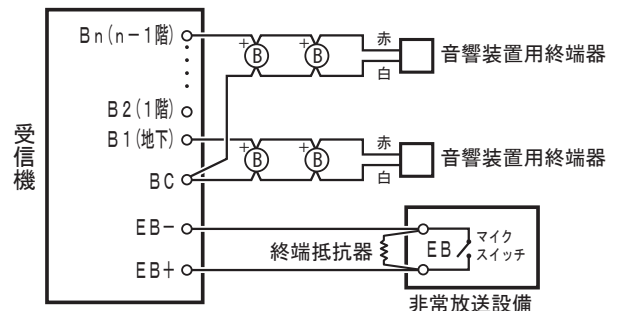 受信機
Bn(n-1階)
B2(1階)
B1(地下)
BC
EB-
EB+
+
B
+
B
赤
白
音響装置用終端器
+
B
+
B
赤
白
音響装置用終端器
終端抵抗器
EB
マイク
スイッチ
非常放送設備